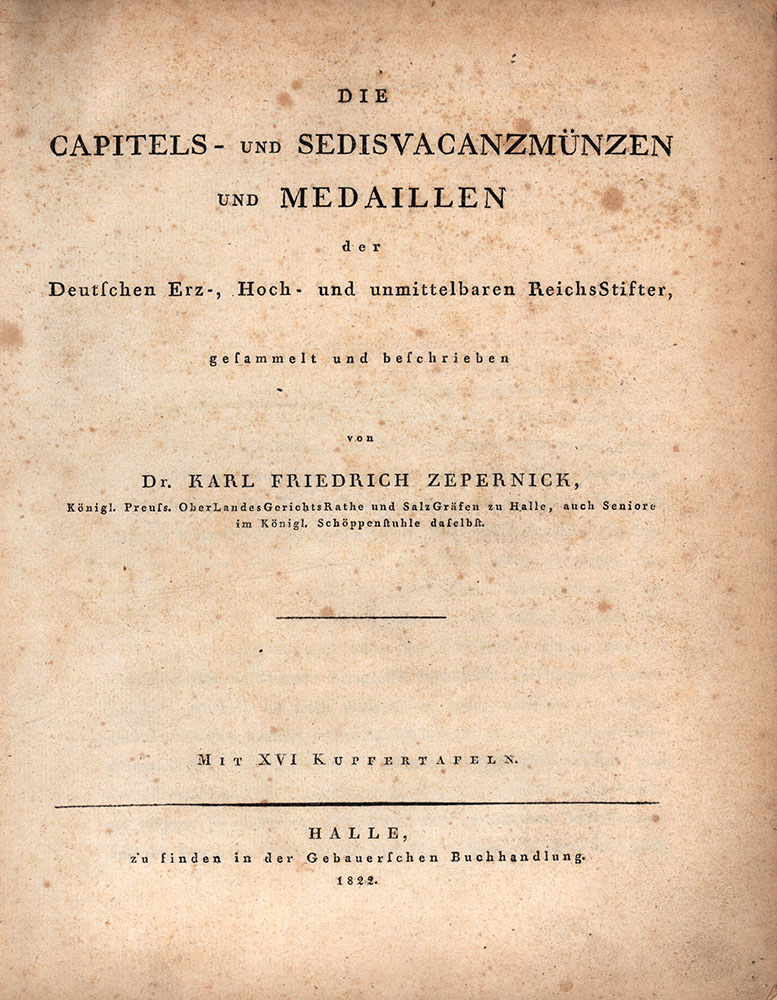 DIE
CAPITELS- UND SEDISVACANZMÜNZEN
UND MEDAILLEN
der
Deutſchen Erz-, Hoch- und unmittelbaren ReichsStifter,
geſammelt und beſchrieben
von
Dr. KARL FRIEDRICH ZEPERNICK,
Königl. Preuſs. OberLandesGerichtsRathe und SalzGräfen zu Halle, auch Seniore
im Königl. Schöppenſtuhle daſelbſt.
MIT XVI KUPFERTAFELN.
HALLE,
zu finden in der Gebauerſchen Buchhandlung.
1822.